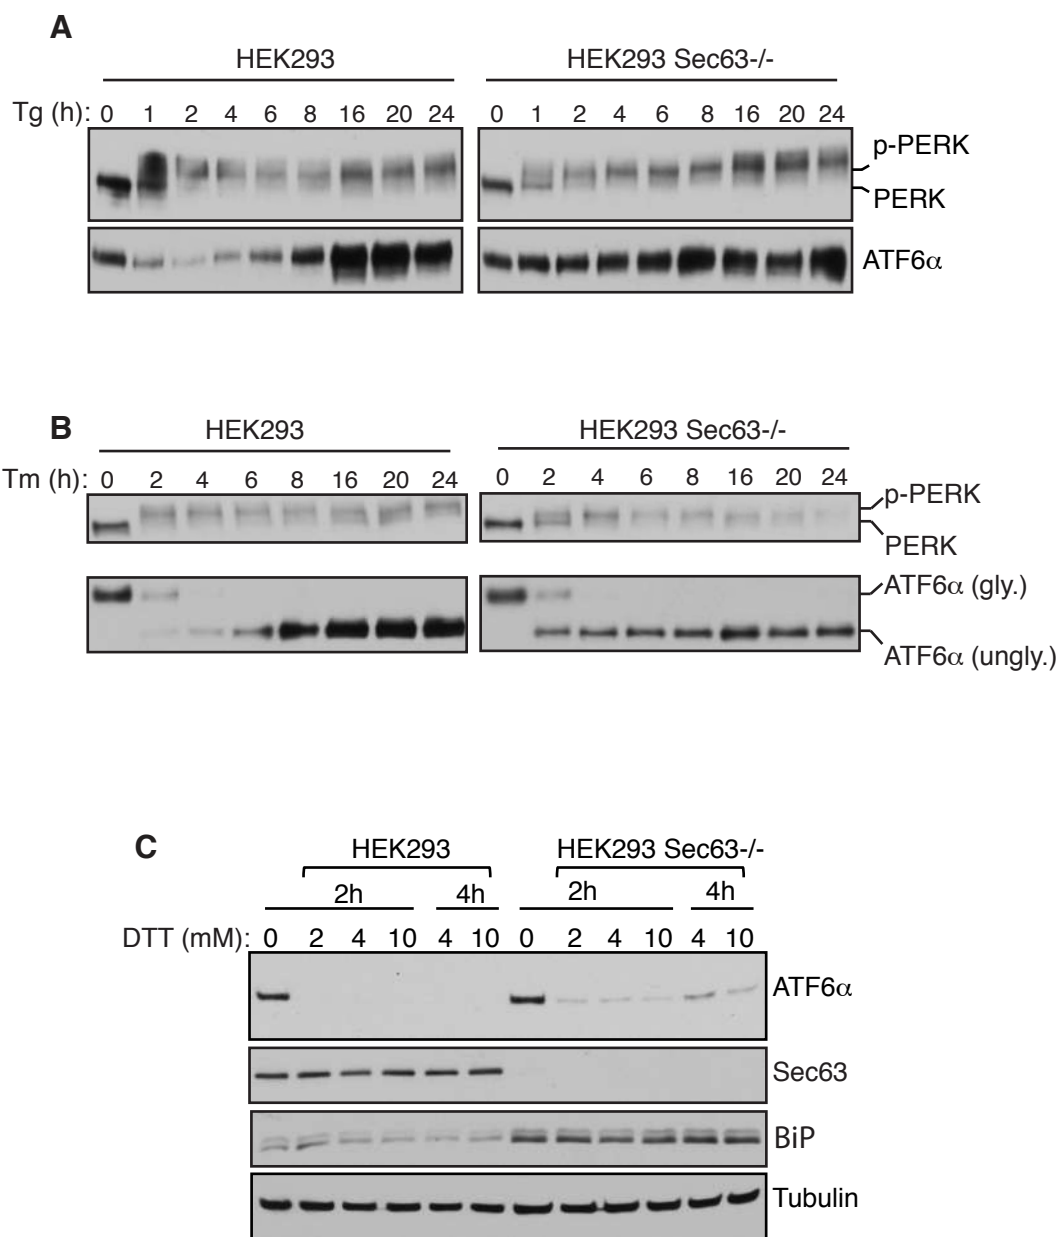 A
HEK293 HEK293 Sec63-/-
Tg (h): 0 1 2 4 6 8 16 20 24 0 1 2 4 6 8 16 20 24
p-PERK
PERK
ATF6α
B
HEK293 HEK293 Sec63-/-
Tm (h): 0 2 4 6 8 16 20 24 0 2 4 6 8 16 20 24
p-PERK
PERK
ATF6α (gly.)
ATF6α (ungly.)
C
HEK293 HEK293 Sec63-/-
2h 4h 2h 4h
DTT (mM): 0 2 4 10 4 10 0 2 4 10 4 10
ATF6α
Sec63
BiP
Tubulin